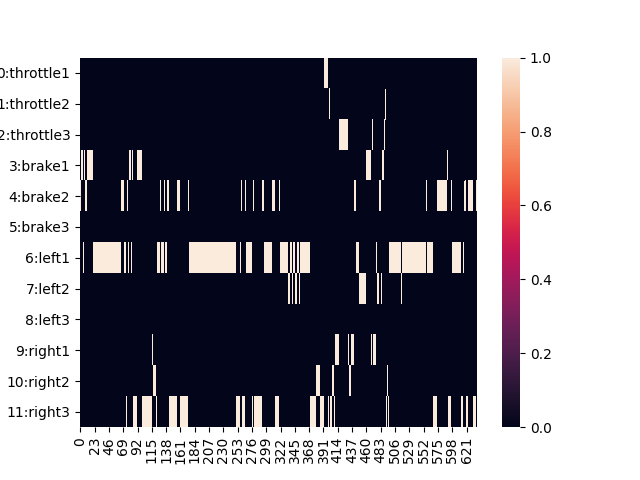 0:throttle1
1:throttle2
2:throttle3
3:brake1
4:brake2
5:brake3
6:left1
7:left2
8:left3
9:right1
10:right2
11:right3
0 23 46 69 92 115 138 161 184 207 230 253 276 299 322 345 368 391 414 437 460 483 506 529 552 575 598 621
1.0
0.8
0.6
0.4
0.2
0.0